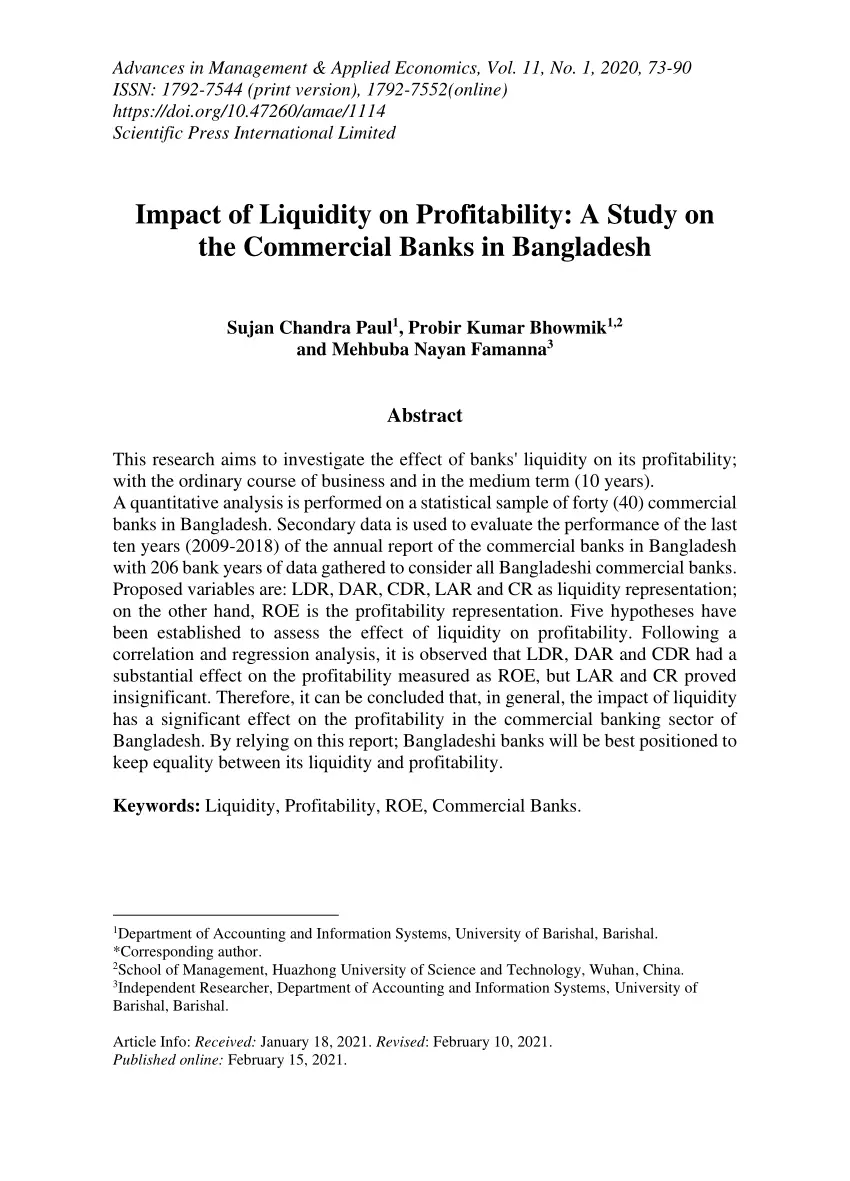 Advances in Management & Applied Economics, Vol. 11, No. 1, 2020, 73-90
ISSN: 1792-7544 (print version), 1792-7552(online)
https://doi.org/10.47260/amae/1114
Scientific Press International Limited
Impact of Liquidity on Profitability: A Study on
the Commercial Banks in Bangladesh
Sujan Chandra Paul1, Probir Kumar Bhowmik1,2
and Mehbuba Nayan Famanna3
Abstract
This research aims to investigate the effect of banks' liquidity on its profitability;
with the ordinary course of business and in the medium term (10 years).
A quantitative analysis is performed on a statistical sample of forty (40) commercial
banks in Bangladesh. Secondary data is used to evaluate the performance of the last
ten years (2009-2018) of the annual report of the commercial banks in Bangladesh
with 206 bank years of data gathered to consider all Bangladeshi commercial banks.
Proposed variables are: LDR, DAR, CDR, LAR and CR as liquidity representation;
on the other hand, ROE is the profitability representation. Five hypotheses have
been established to assess the effect of liquidity on profitability. Following a
correlation and regression analysis, it is observed that LDR, DAR and CDR had a
substantial effect on the profitability measured as ROE, but LAR and CR proved
insignificant. Therefore, it can be concluded that, in general, the impact of liquidity
has a significant effect on the profitability in the commercial banking sector of
Bangladesh. By relying on this report; Bangladeshi banks will be best positioned to
keep equality between its liquidity and profitability.
Keywords: Liquidity, Profitability, ROE, Commercial Banks.
1Department of Accounting and Information Systems, University of Barishal, Barishal.
*Corresponding author.
2School of Management, Huazhong University of Science and Technology, Wuhan, China.
3Independent Researcher, Department of Accounting and Information Systems, University of
Barishal, Barishal.
Article Info: Received: January 18, 2021. Revised: February 10, 2021.
Published online: February 15, 2021.